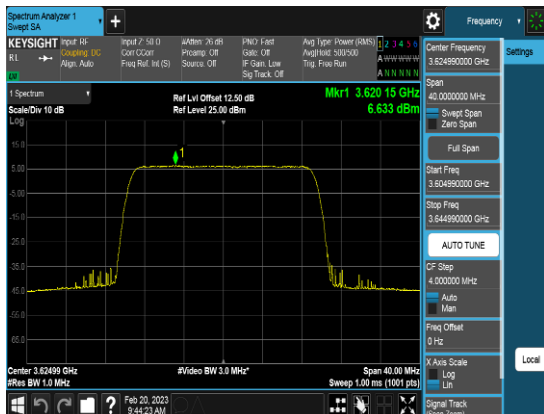 Spectrum Analyzer 1
Swept SA
+
Frequency
KEYSIGHT
RL
Input: RF
Coupling: DC
Align: Auto
Input Z: 50 Ω
Corr CCorr
Freq Ref: Int (S)
#Atten: 26 dB
Preamp: Off
Source: Off
PNO: Fast
Gate: Off
IF Gain: Low
Sig Track: Off
Avg Type: Power (RMS)
Avg|Hold: 500/500
Trig: Free Run
1 2 3 4 5 6
A W W W W W
A N N N N N
1 Spectrum
Scale/Div 10 dB
Log
Ref Lvl Offset 12.50 dB
Ref Level 25.00 dBm
Mkr1 3.620 15 GHz
6.633 dBm
15.0
5.00
-5.00
-15.0
-25.0
-35.0
-45.0
-55.0
-65.0
1
Center 3.62499 GHz
#Res BW 1.0 MHz
#Video BW 3.0 MHz*
Span 40.00 MHz
Sweep 1.00 ms (1001 pts)
Feb 20, 2023
9:44:23 AM
Center Frequency
3.624990000 GHz
Span
40.0000000 MHz
Swept Span
Zero Span
Full Span
Start Freq
3.604990000 GHz
Stop Freq
3.644990000 GHz
AUTO TUNE
CF Step
4.000000 MHz
Auto
Man
Freq Offset
0 Hz
X Axis Scale
Log
Lin
Signal Track
Settings
Local